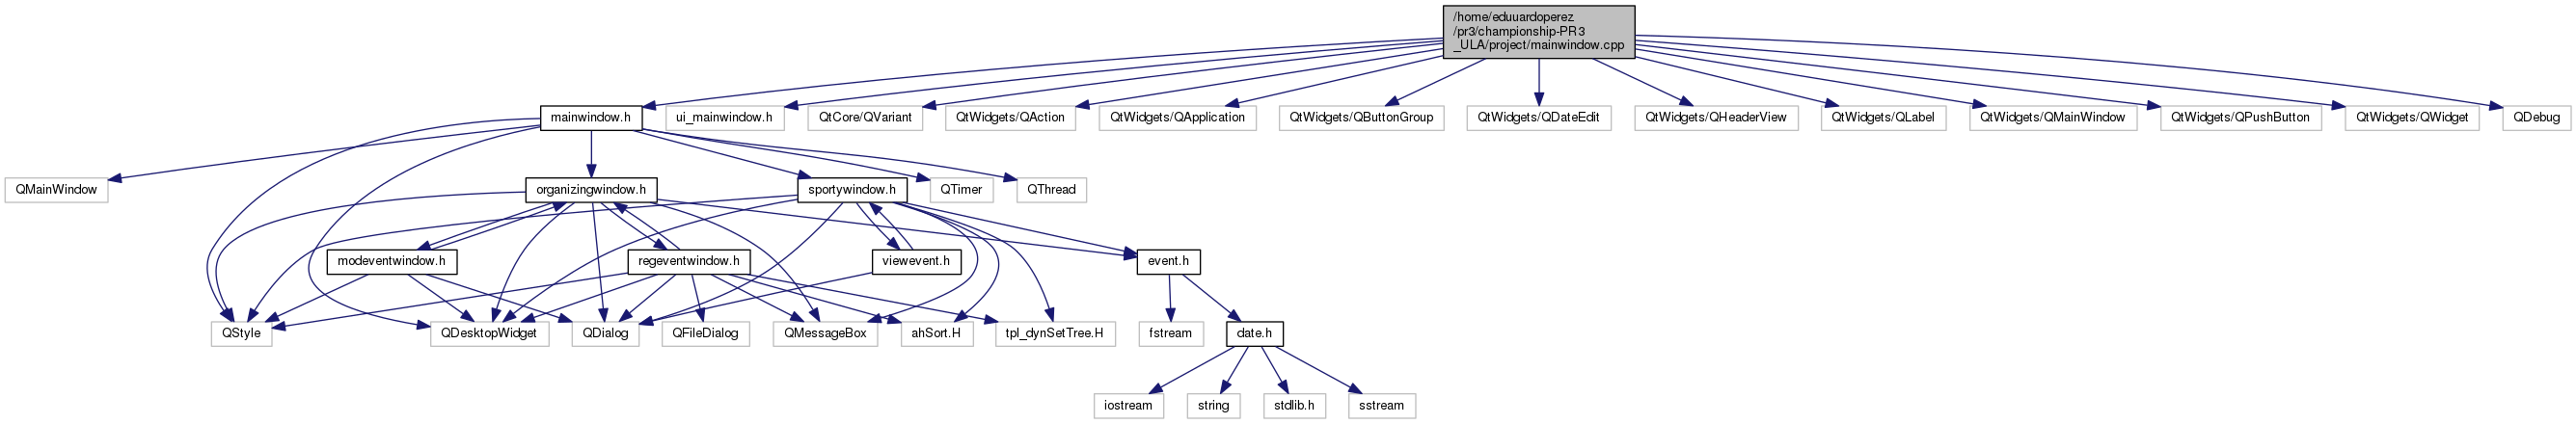 /home/eduuardoperez
/pr3/championship-PR3
_ULA/project/mainwindow.cpp
mainwindow.h
ui_mainwindow.h
QtCore/QVariant
QtWidgets/QAction
QtWidgets/QApplication
QtWidgets/QButtonGroup
QtWidgets/QDateEdit
QtWidgets/QHeaderView
QtWidgets/QLabel
QtWidgets/QMainWindow
QtWidgets/QPushButton
QtWidgets/QWidget
QDebug
QMainWindow
organizingwindow.h
sportywindow.h
QTimer
QThread
modeventwindow.h
regeventwindow.h
viewevent.h
event.h
QStyle
QDesktopWidget
QDialog
QFileDialog
QMessageBox
ahSort.H
tpl_dynSetTree.H
fstream
date.h
iostream
string
stdlib.h
sstream